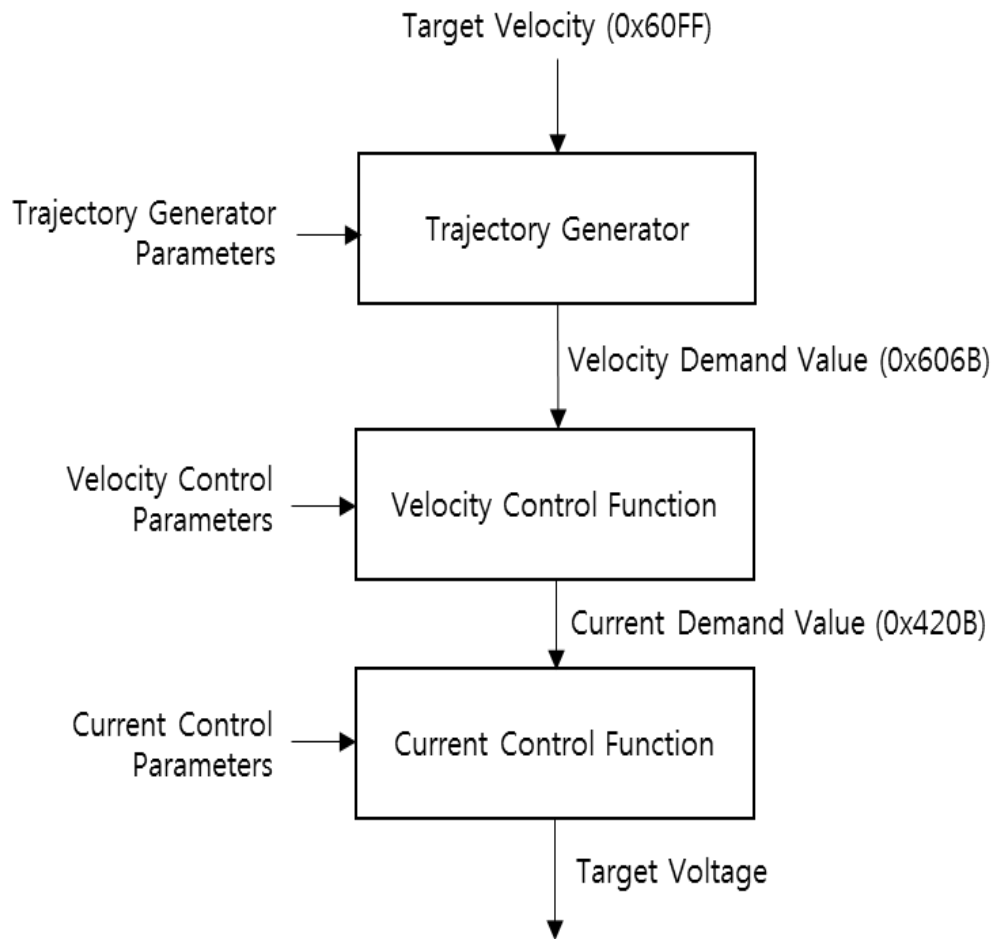 Target Velocity (0x60FF)
Trajectory Generator
Parameters
Trajectory Generator
Velocity Demand Value (0x606B)
Velocity Control
Parameters
Velocity Control Function
Current Demand Value (0x420B)
Current Control
Parameters
Current Control Function
Target Voltage